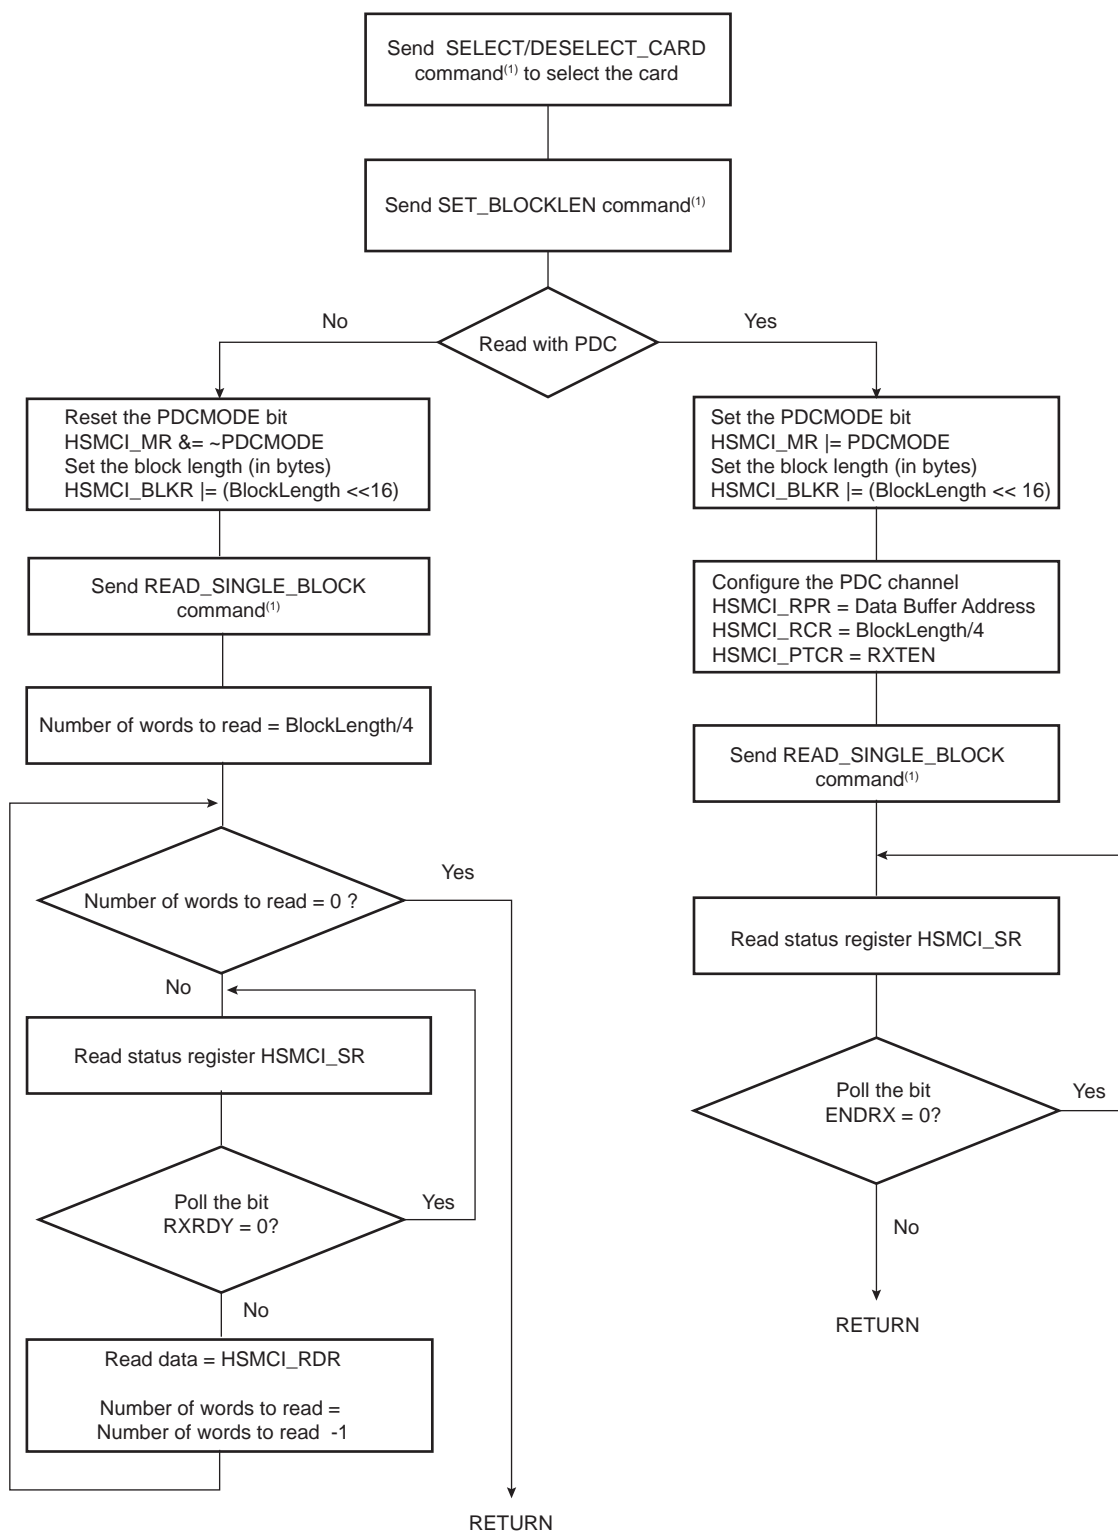 Send SELECT/DESELECT_CARD
command(1) to select the card
Send SET_BLOCKLEN command(1)
No
Read with PDC
Yes
Reset the PDCMODE bit
HSMCI_MR &= ~PDCMODE
Set the block length (in bytes)
HSMCI_BLKR |= (BlockLength <<16)
Send READ_SINGLE_BLOCK
command(1)
Number of words to read = BlockLength/4
Number of words to read = 0 ?
Yes
No
Read status register HSMCI_SR
Poll the bit
RXRDY = 0?
Yes
No
Read data = HSMCI_RDR
Number of words to read =
Number of words to read -1
RETURN
Set the PDCMODE bit
HSMCI_MR |= PDCMODE
Set the block length (in bytes)
HSMCI_BLKR |= (BlockLength << 16)
Configure the PDC channel
HSMCI_RPR = Data Buffer Address
HSMCI_RCR = BlockLength/4
HSMCI_PTCR = RXTEN
Send READ_SINGLE_BLOCK
command(1)
Read status register HSMCI_SR
Poll the bit
ENDRX = 0?
Yes
No
RETURN